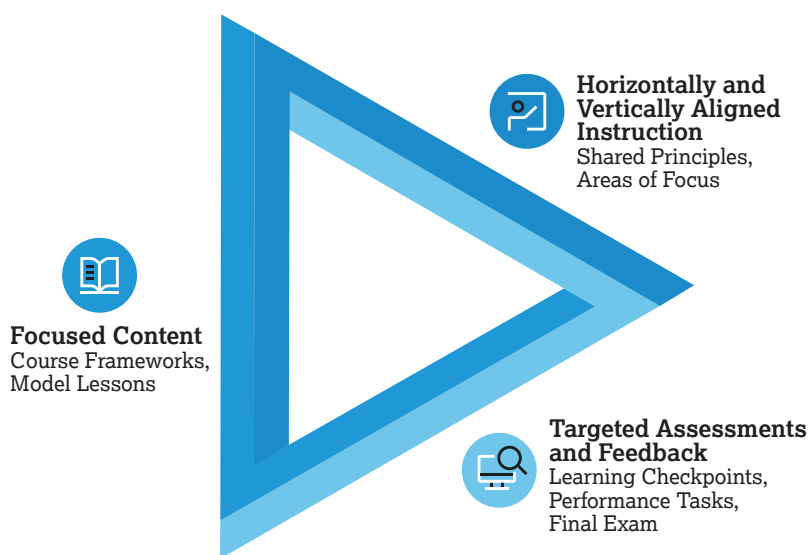 Horizontally and
Vertically Aligned
Instruction
Shared Principles,
Areas of Focus
Focused Content
Course Frameworks,
Model Lessons
Targeted Assessments
and Feedback
Learning Checkpoints,
Performance Tasks,
Final Exam